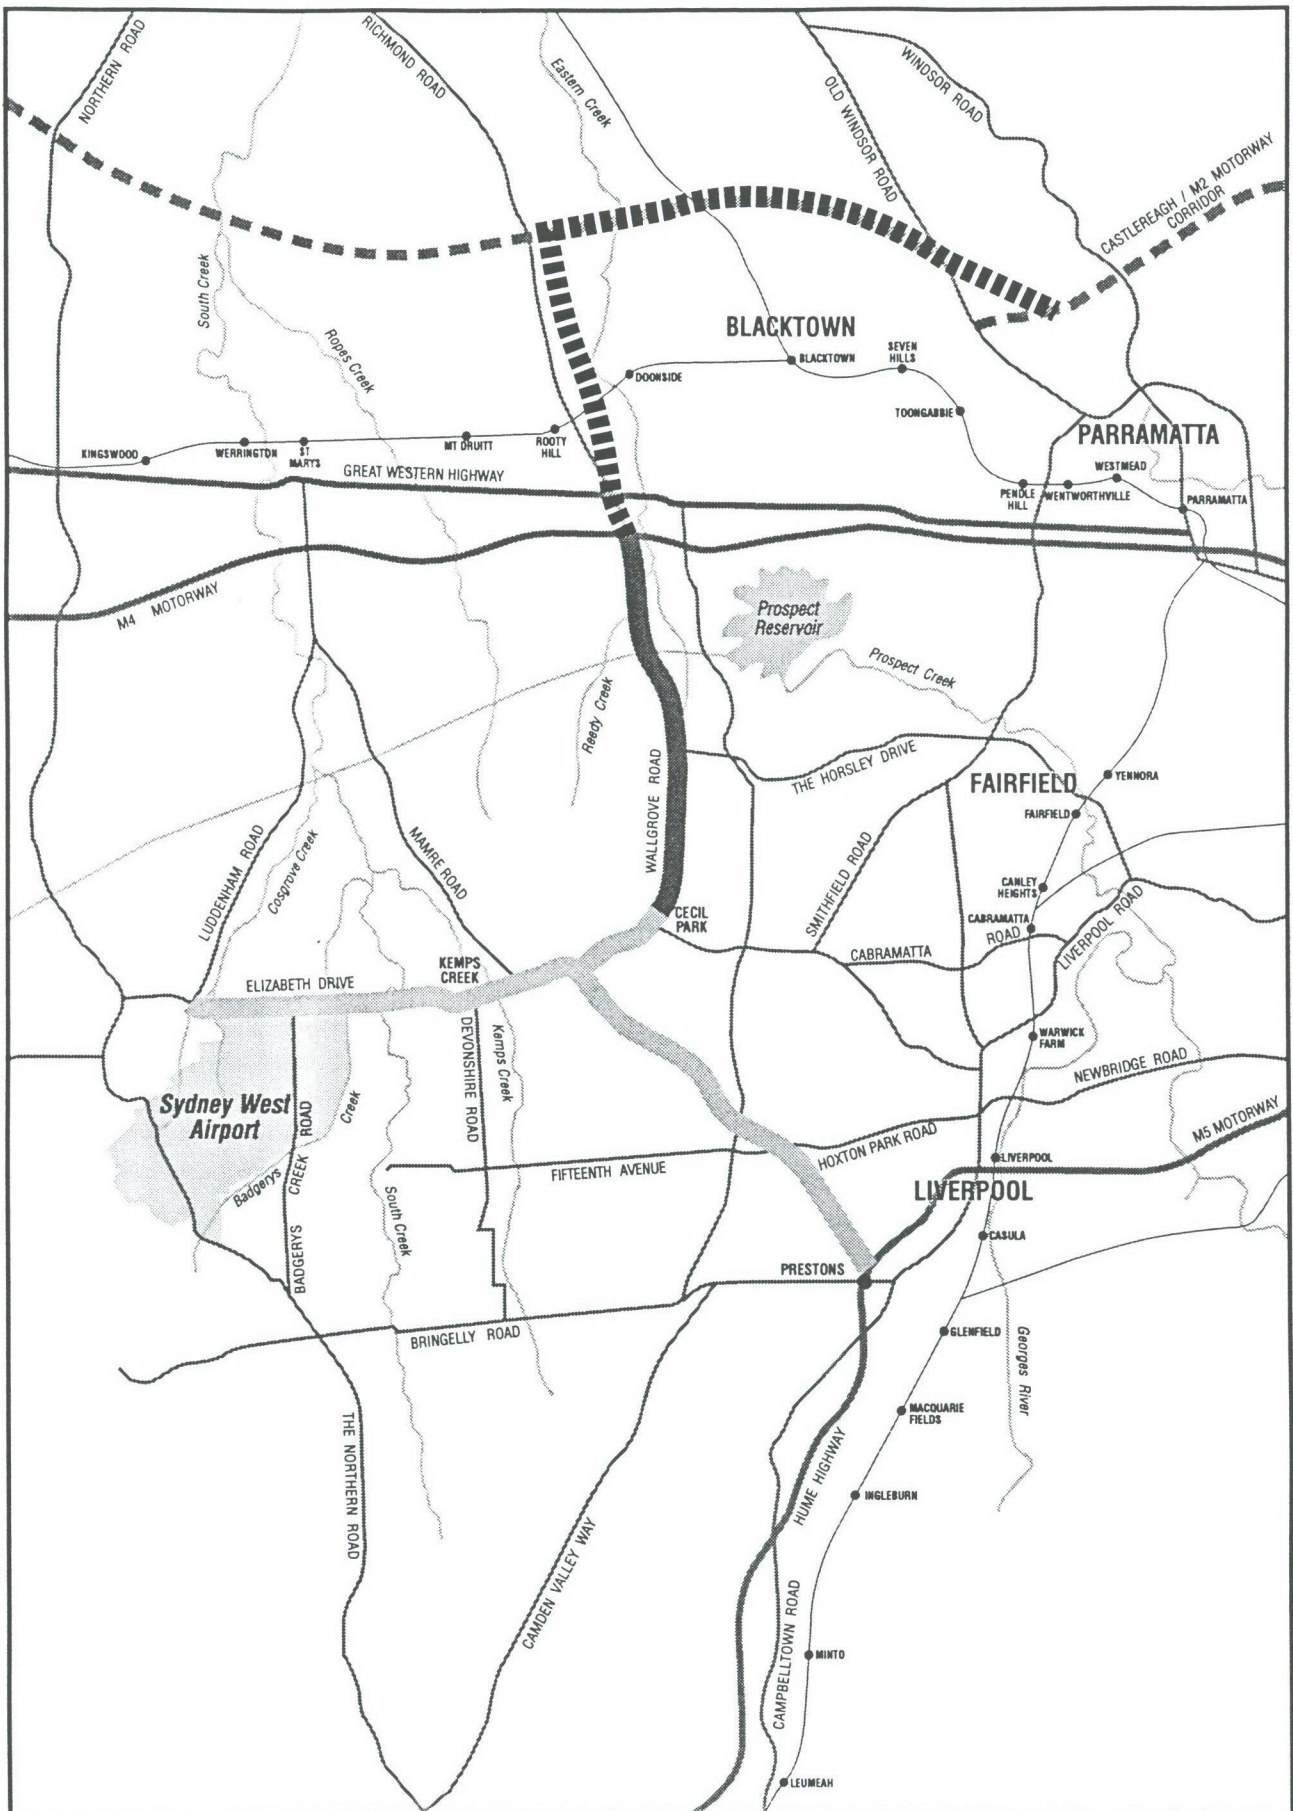 NORTHERN ROAD
RICHMOND ROAD
Eastern Creek
OLD WINDSOR ROAD
WINDSOR ROAD
CASTLEREAGH / M2 MOTORWAY
CORRIDOR
South Creek
Ropes Creek
BLACKTOWN
BLACKTOWN
SEVEN
HILLS
DOONSIDE
TOONGABBIE
PARRAMATTA
KINGSWOOD
WERRINGTON
ST
MARYS
MT DRUITT
ROOTY
HILL
GREAT WESTERN HIGHWAY
WESTMEAD
PENDLE
HILL
WENTWORTHVILLE
PARRAMATTA
M4 MOTORWAY
Prospect
Reservoir
Prospect Creek
Reedy Creek
WALLGROVE ROAD
THE HORSLEY DRIVE
FAIRFIELD
YENNORA
FAIRFIELD
LUDDENHAM ROAD
Cosgrove Creek
MAMRE ROAD
SMITHFIELD ROAD
CANLEY
HEIGHTS
CECIL
PARK
CABRAMATTA
CABRAMATTA ROAD
LIVERPOOL ROAD
KEMPS
CREEK
ELIZABETH DRIVE
DEVONSHIRE ROAD
Kemps Creek
WARWICK
FARM
NEWBRIDGE ROAD
Sydney West
Airport
Badgerys Creek
BADGERYS CREEK ROAD
South Creek
FIFTEENTH AVENUE
HOXTON PARK ROAD
M5 MOTORWAY
LIVERPOOL
LIVERPOOL
CASULA
PRESTONS
BRINGELLY ROAD
GLENFIELD
Georges River
THE NORTHERN ROAD
MACQUARIE
FIELDS
HUME HIGHWAY
INGLEBURN
CAMDEN VALLEY WAY
CAMPBELLTOWN ROAD
MINTO
LEUMEAH